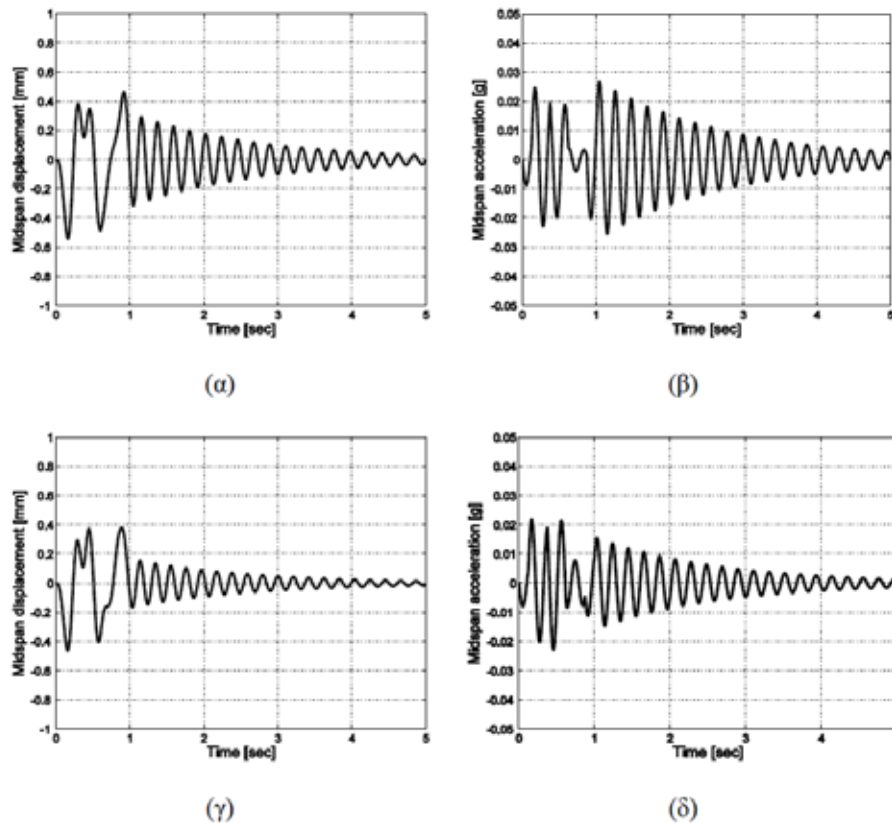 Midspan displacement [mm]
1
0.8
0.6
0.4
0.2
0
-0.2
-0.4
-0.6
-0.8
-1
0 1 2 3 4 5
Time [sec]
(α)
Midspan acceleration [g]
0.05
0.04
0.03
0.02
0.01
0
-0.01
-0.02
-0.03
-0.04
-0.05
0 1 2 3 4 5
Time [sec]
(β)
Midspan displacement [mm]
1
0.8
0.6
0.4
0.2
0
-0.2
-0.4
-0.6
-0.8
-1
0 1 2 3 4 5
Time [sec]
(γ)
Midspan acceleration [g]
0.05
0.04
0.03
0.02
0.01
0
-0.01
-0.02
-0.03
-0.04
-0.05
0 1 2 3 4
Time [sec]
(δ)